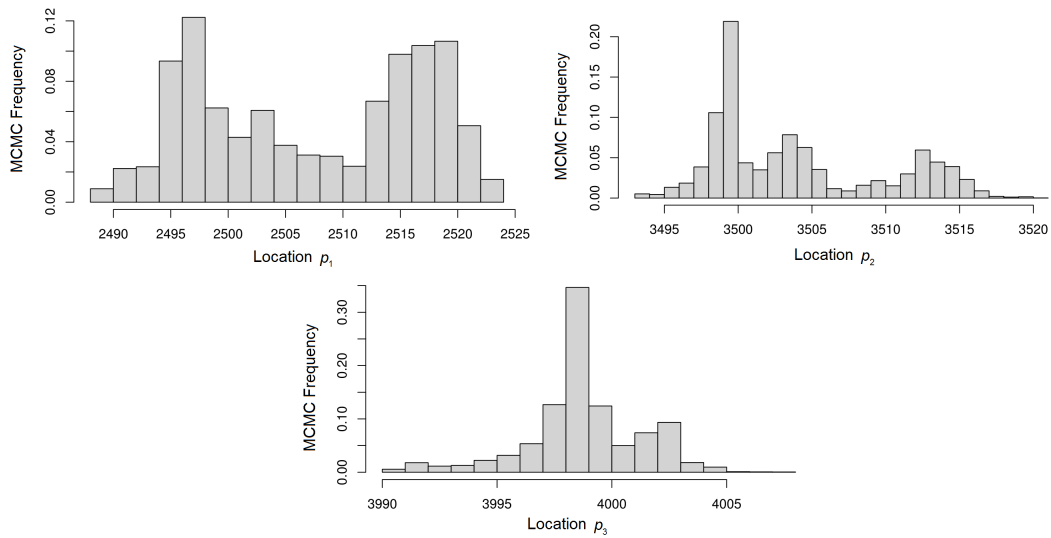 MCMC Frequency
0.00 0.04 0.08 0.12
2490 2495 2500 2505 2510 2515 2520 2525
Location p₁
MCMC Frequency
0.00 0.05 0.10 0.15 0.20
3495 3500 3505 3510 3515 3520
Location p₂
MCMC Frequency
0.00 0.10 0.20 0.30
3990 3995 4000 4005
Location p₃